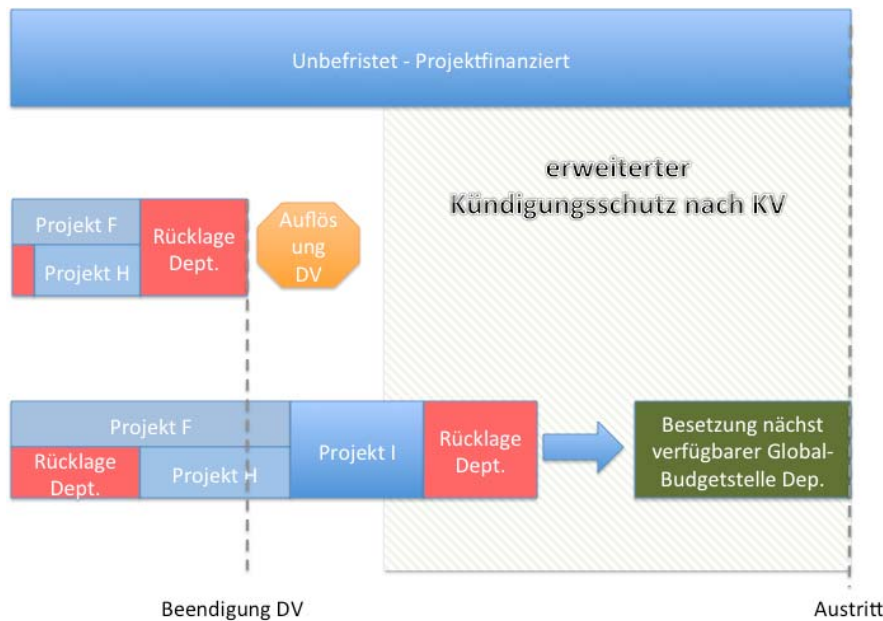 Unbefristet - Projektfinanziert
erweiterter
Kündigungsschutz nach KV
Projekt F
Projekt H
Rücklage
Dept.
Auflös
ung
DV
Projekt F
Rücklage
Dept.
Projekt H
Projekt I
Rücklage
Dept.
Besetzung nächst
verfügbarer Global-
Budgetstelle Dep.
Beendigung DV
Austritt